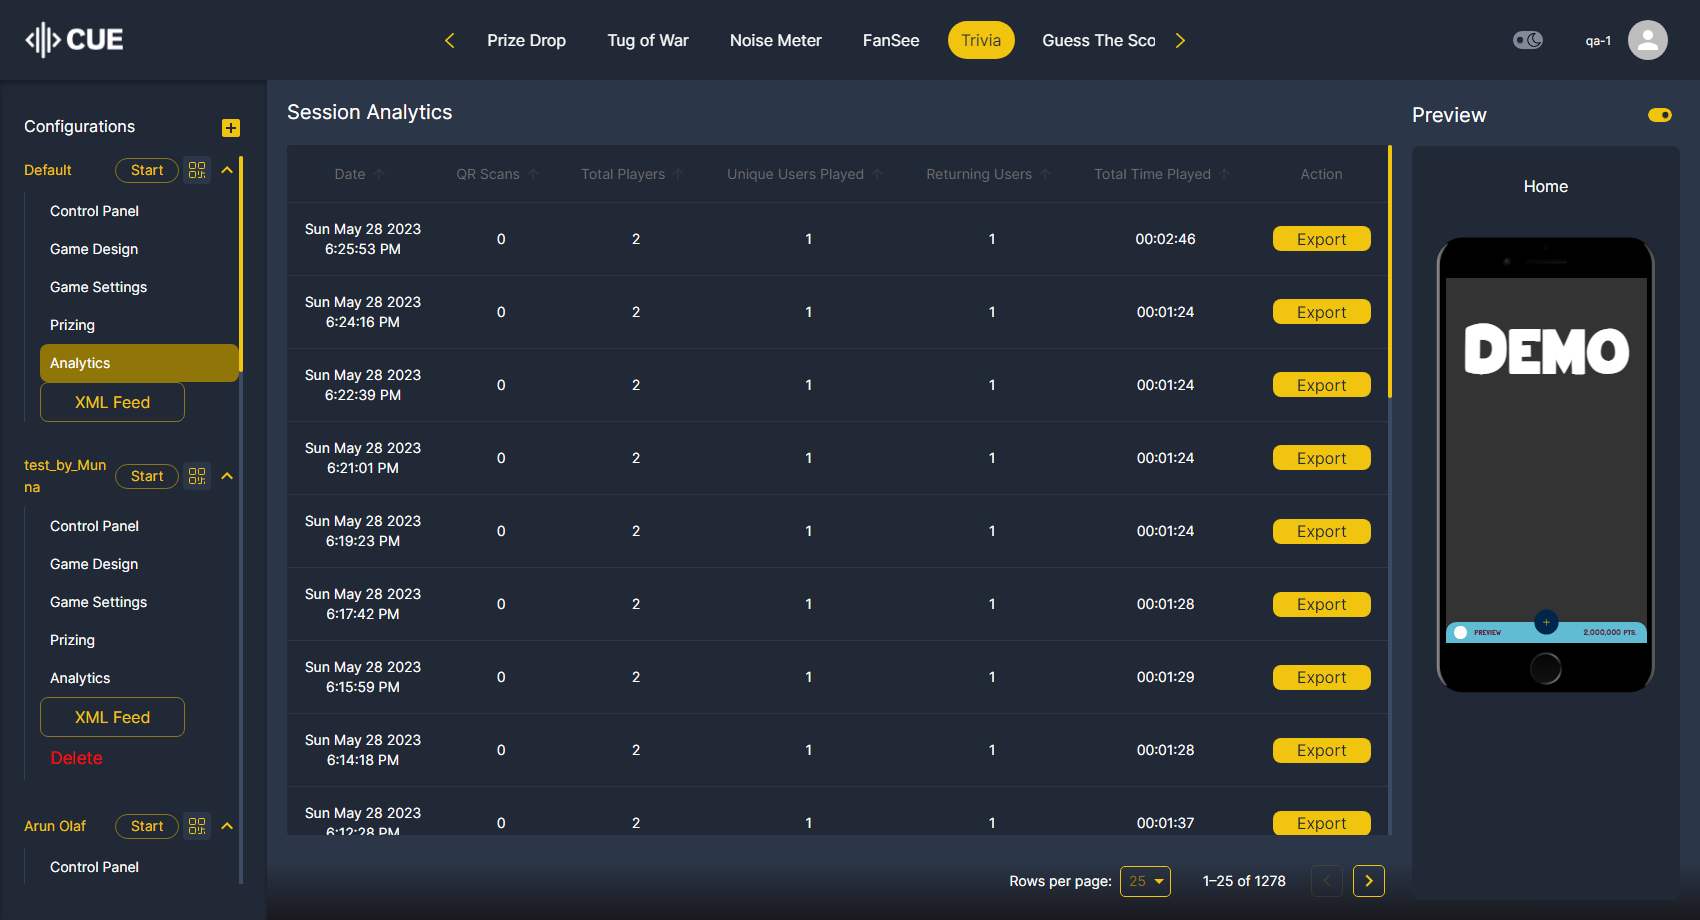 CUE
Prize Drop
Tug of War
Noise Meter
FanSee
Trivia
Guess The Sco
qa-1
Configurations
Default
Start
Control Panel
Game Design
Game Settings
Prizing
Analytics
XML Feed
test_by_Mun
na
Start
Control Panel
Game Design
Game Settings
Prizing
Analytics
XML Feed
Delete
Arun Olaf
Start
Control Panel
Session Analytics
Date QR Scans Total Players Unique Users Played Returning Users Total Time Played Action
Sun May 28 2023
6:25:53 PM
0 2 1 1 00:02:46 Export
Sun May 28 2023
6:24:16 PM
0 2 1 1 00:01:24 Export
Sun May 28 2023
6:22:39 PM
0 2 1 1 00:01:24 Export
Sun May 28 2023
6:21:01 PM
0 2 1 1 00:01:24 Export
Sun May 28 2023
6:19:23 PM
0 2 1 1 00:01:24 Export
Sun May 28 2023
6:17:42 PM
0 2 1 1 00:01:28 Export
Sun May 28 2023
6:15:59 PM
0 2 1 1 00:01:29 Export
Sun May 28 2023
6:14:18 PM
0 2 1 1 00:01:28 Export
Sun May 28 2023
6:12:28 PM
0 2 1 1 00:01:37 Export
Rows per page: 25 1–25 of 1278
Preview
Home
DEMO
PREVIEW
2,000,000 PTS.